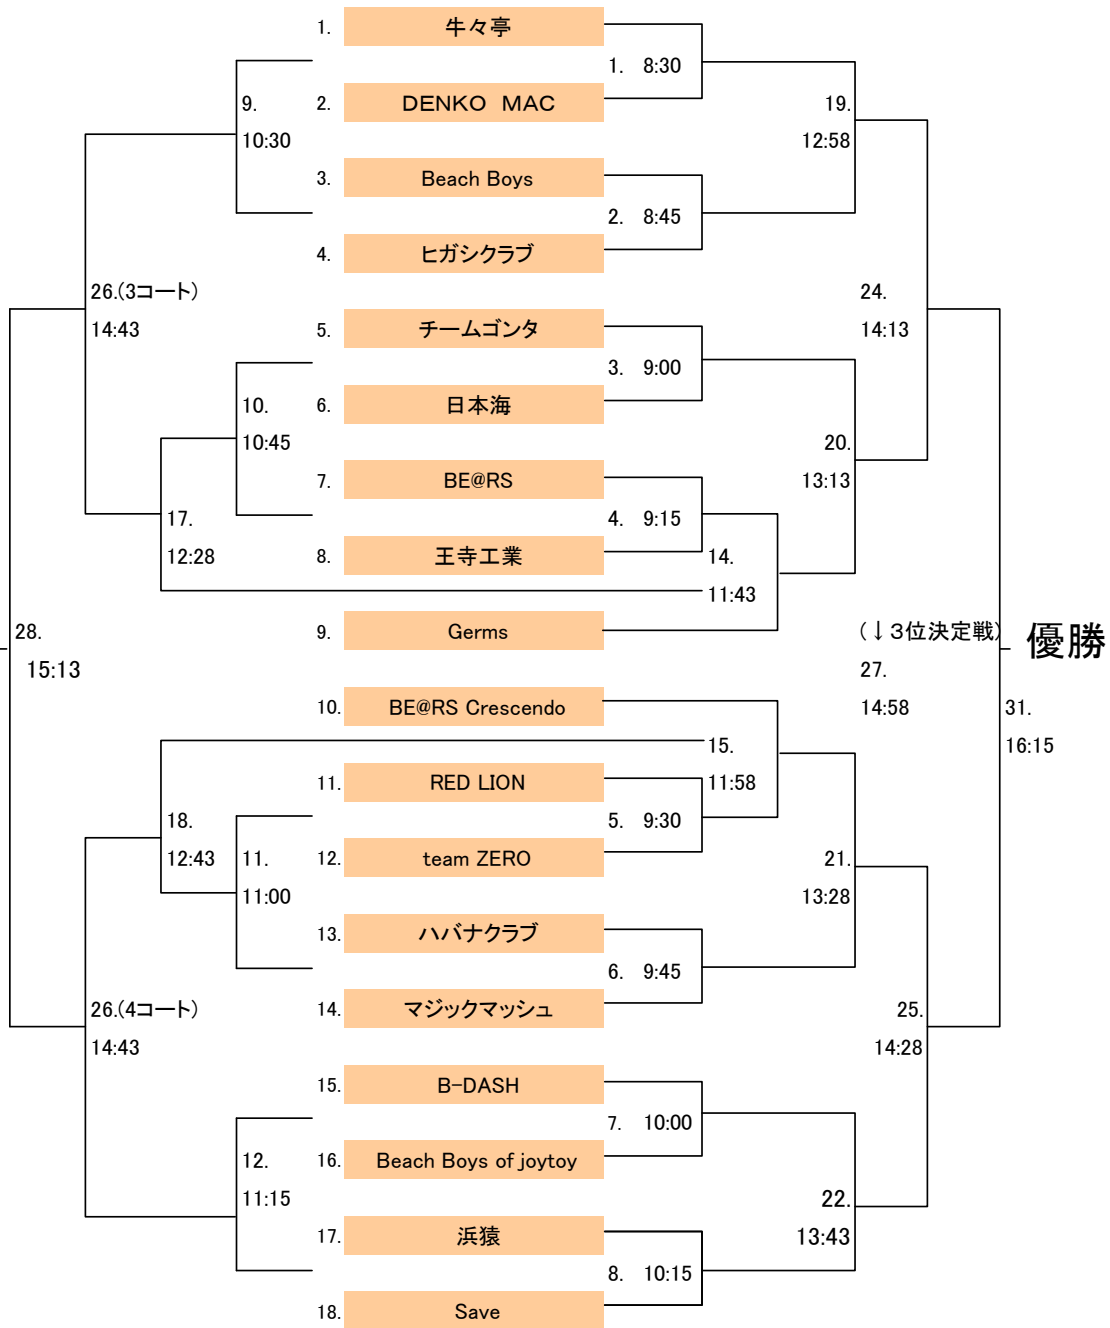 1. 牛々亭
1. 8:30
9.
10:30
2. DENKO MAC
19.
12:58
3. Beach Boys
2. 8:45
4. ヒガシクラブ
26.(3コート)
14:43
24.
14:13
5. チームゴンタ
3. 9:00
10.
10:45
6. 日本海
20.
13:13
7. BE@RS
4. 9:15
17.
12:28
8. 王寺工業
14.
11:43
9. Germs
(↓3位決定戦)
優勝
28.
15:13
27.
14:58
10. BE@RS Crescendo
31.
16:15
15.
11:58
11. RED LION
5. 9:30
18.
12:43
11.
11:00
12. team ZERO
21.
13:28
13. ハバナクラブ
6. 9:45
14. マジックマッシュ
26.(4コート)
14:43
25.
14:28
15. B-DASH
7. 10:00
12.
11:15
16. Beach Boys of joytoy
22.
13:43
17. 浜猿
8. 10:15
18. Save